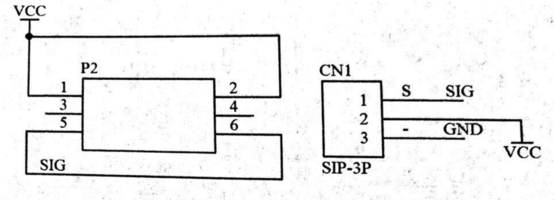 VCC
P2
1 2
3 4
5 6
SIG
CN1
1 S SIG
2
3 - GND
VCC
SIP-3P